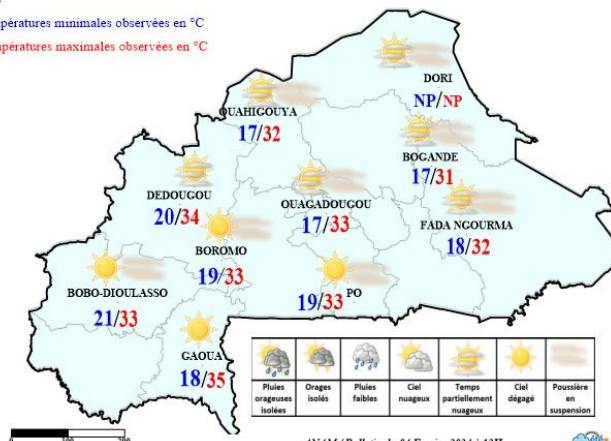 températures minimales observées en °C
températures maximales observées en °C
DORI
NP/NP
OUAHIGOUYA
17/32
BOGANDE
17/31
DEDOUGOU
20/34
OUAGADOUGOU
17/33
FADA NGOURMA
18/32
BOROMO
19/33
BOBO-DIOULASSO
21/33
PO
19/33
GAOUA
18/35
Pluies orageuses isolées
Orages isolés
Pluies faibles
Ciel nuageux
Temps partiellement nuageux
Ciel dégagé
Poussière en suspension